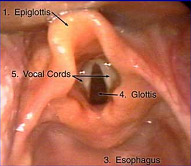 1. Epiglottis
5. Vocal Cords
4. Glottis
3. Esophagus